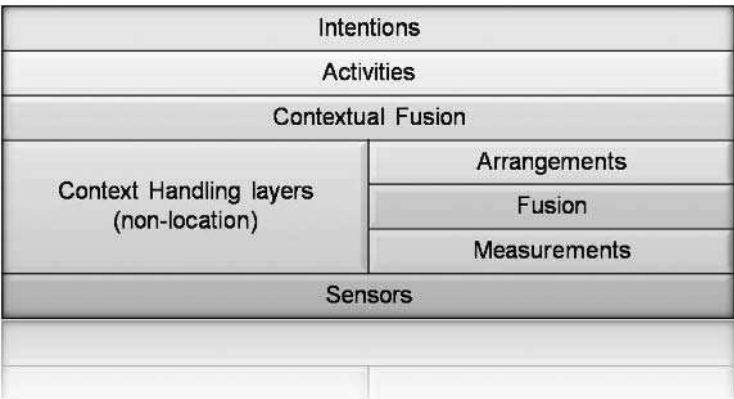 Intentions
Activities
Contextual Fusion
Context Handling layers
(non-location)
Arrangements
Fusion
Measurements
Sensors